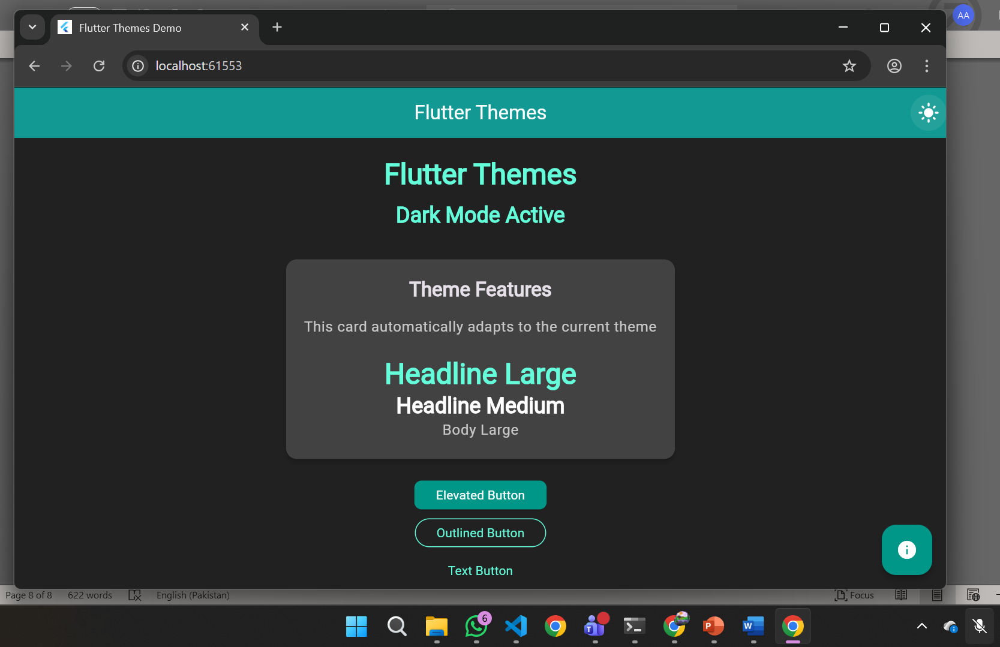 AA
Flutter Themes Demo
localhost:61553
Flutter Themes
Flutter Themes
Dark Mode Active
Theme Features
This card automatically adapts to the current theme
Headline Large
Headline Medium
Body Large
Elevated Button
Outlined Button
Text Button
Page 8 of 8 622 words English (Pakistan) Focus
6
T
P
W